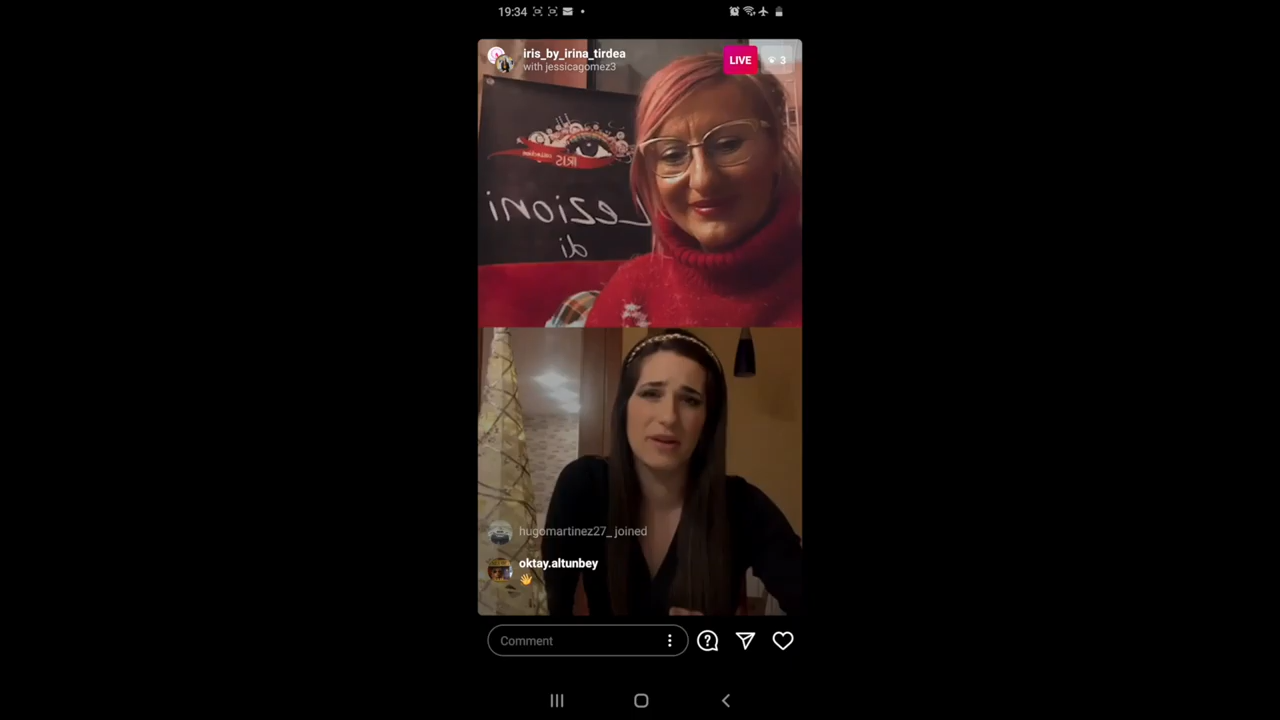 19:34
iris_by_irina_tirdea
with jessicagomez3
LIVE
3
IRIS
Lezioni
di
hugomartinez27_ joined
oktay.altunbey
👋
Comment